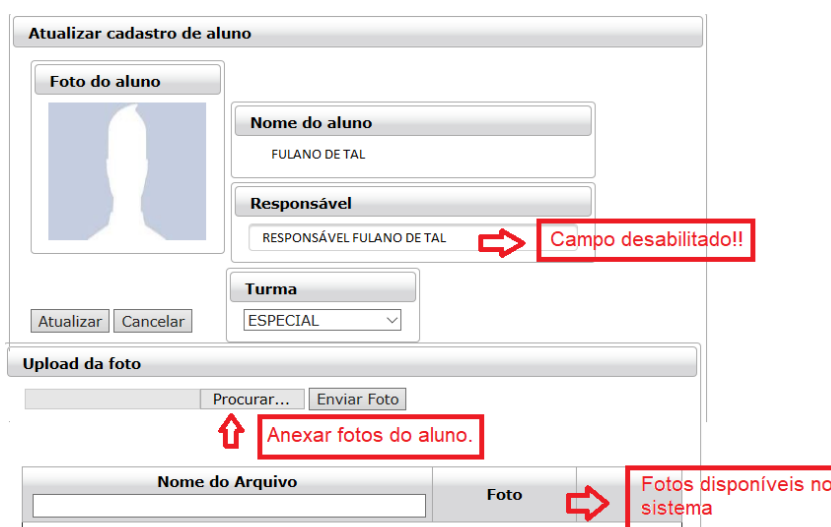 Atualizar cadastro de aluno
Foto do aluno
Nome do aluno
FULANO DE TAL
Responsável
RESPONSÁVEL FULANO DE TAL
Campo desabilitado!!
Turma
ESPECIAL
Atualizar Cancelar
Upload da foto
Procurar... Enviar Foto
Anexar fotos do aluno.
Nome do Arquivo
Foto
Fotos disponíveis no
sistema